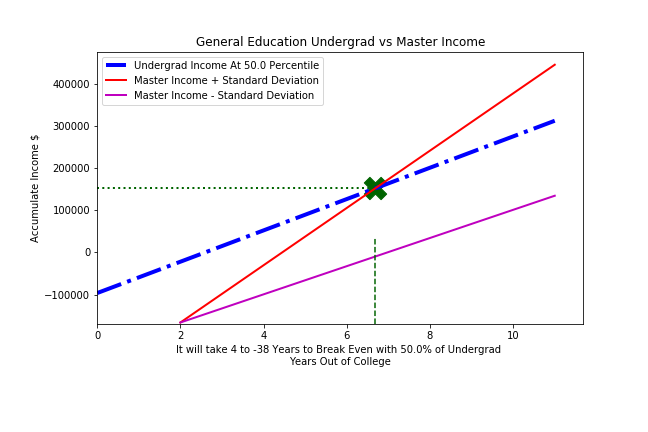 General Education Undergrad vs Master Income
Undergrad Income At 50.0 Percentile
Master Income + Standard Deviation
Master Income - Standard Deviation
Accumulate Income $
400000
300000
200000
100000
0
−100000
0 2 4 6 8 10
It will take 4 to -38 Years to Break Even with 50.0% of Undergrad
Years Out of College